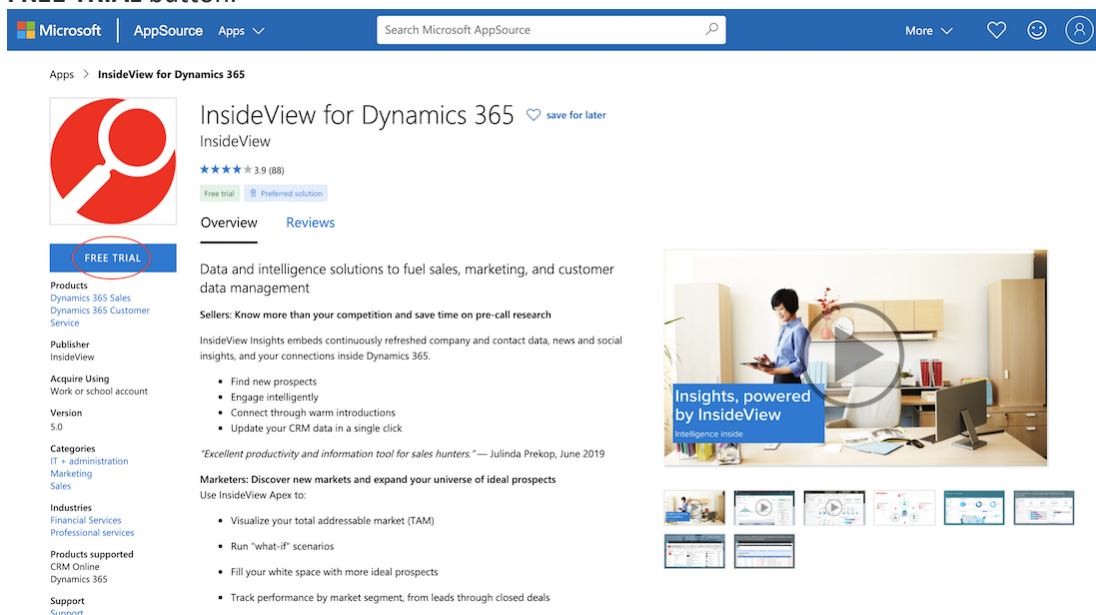 FREE TRIAL button.
Microsoft
AppSource
Apps
Search Microsoft AppSource
More
Apps > InsideView for Dynamics 365
InsideView for Dynamics 365
save for later
InsideView
3.9 (88)
Free trial
Preferred solution
Overview
Reviews
FREE TRIAL
Products
Dynamics 365 Sales
Dynamics 365 Customer
Service
Publisher
InsideView
Acquire Using
Work or school account
Version
5.0
Categories
IT + administration
Marketing
Sales
Industries
Financial Services
Professional services
Products supported
CRM Online
Dynamics 365
Support
Support
Data and intelligence solutions to fuel sales, marketing, and customer
data management
Sellers: Know more than your competition and save time on pre-call research
InsideView Insights embeds continuously refreshed company and contact data, news and social
insights, and your connections inside Dynamics 365.
• Find new prospects
• Engage intelligently
• Connect through warm introductions
• Update your CRM data in a single click
"Excellent productivity and information tool for sales hunters." — Julinda Prekop, June 2019
Marketers: Discover new markets and expand your universe of ideal prospects
Use InsideView Apex to:
• Visualize your total addressable market (TAM)
• Run "what-if" scenarios
• Fill your white space with more ideal prospects
• Track performance by market segment, from leads through closed deals
Insights, powered
by InsideView
Intelligence inside